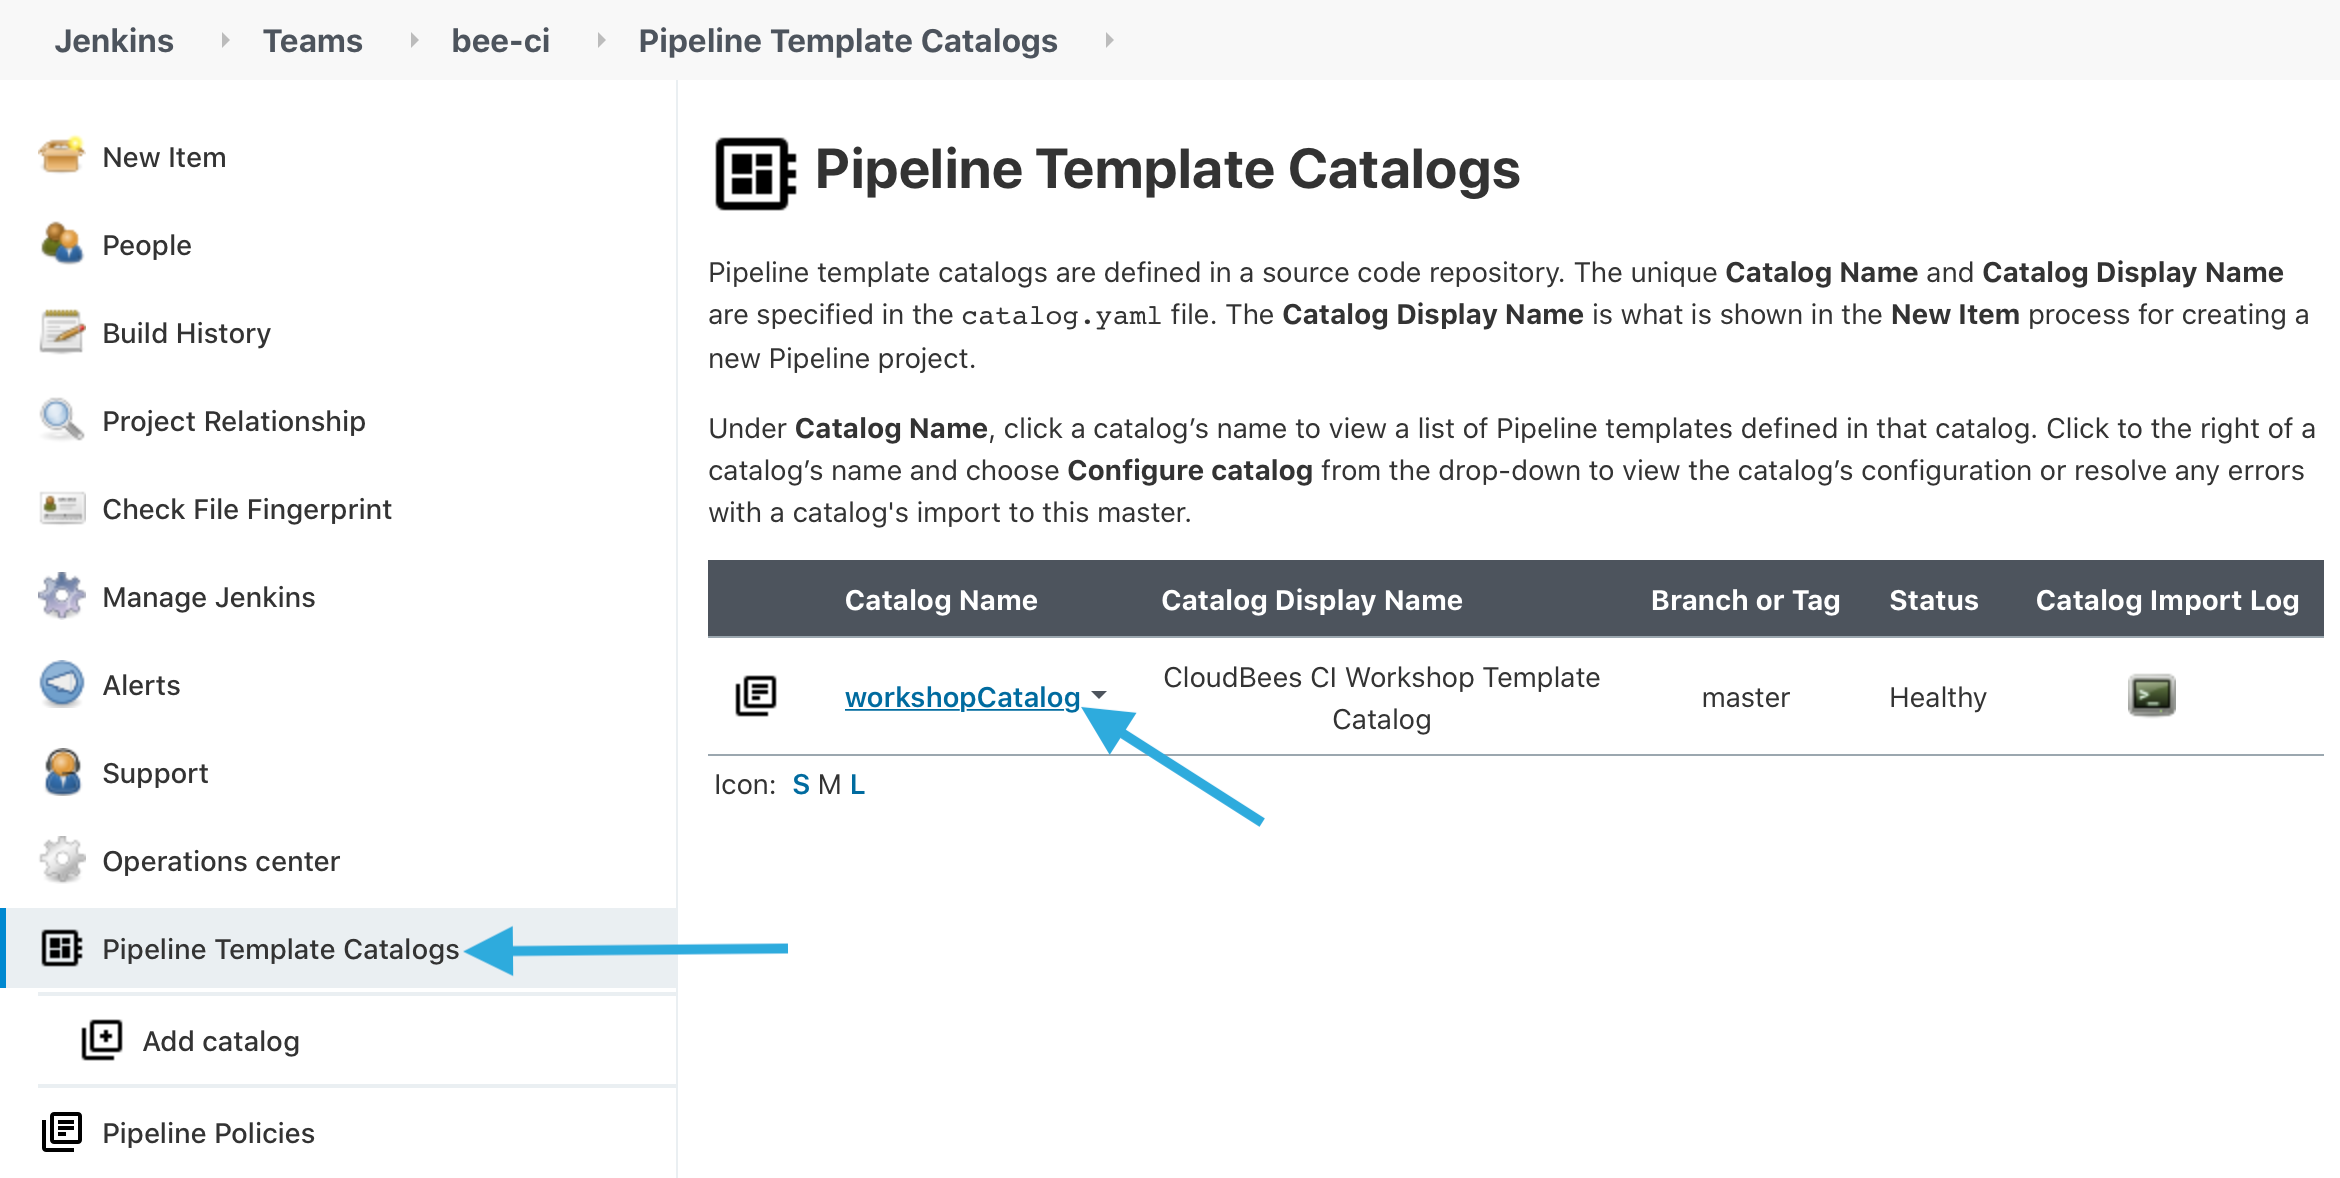 Jenkins Teams bee-ci Pipeline Template Catalogs
New Item
People
Build History
Project Relationship
Check File Fingerprint
Manage Jenkins
Alerts
Support
Operations center
Pipeline Template Catalogs
Add catalog
Pipeline Policies
Pipeline Template Catalogs
Pipeline template catalogs are defined in a source code repository. The unique Catalog Name and Catalog Display Name
are specified in the catalog.yaml file. The Catalog Display Name is what is shown in the New Item process for creating a
new Pipeline project.
Under Catalog Name, click a catalog’s name to view a list of Pipeline templates defined in that catalog. Click to the right of a
catalog’s name and choose Configure catalog from the drop-down to view the catalog’s configuration or resolve any errors
with a catalog's import to this master.
Catalog Name Catalog Display Name Branch or Tag Status Catalog Import Log
workshopCatalog CloudBees CI Workshop Template
Catalog master Healthy
Icon: S M L